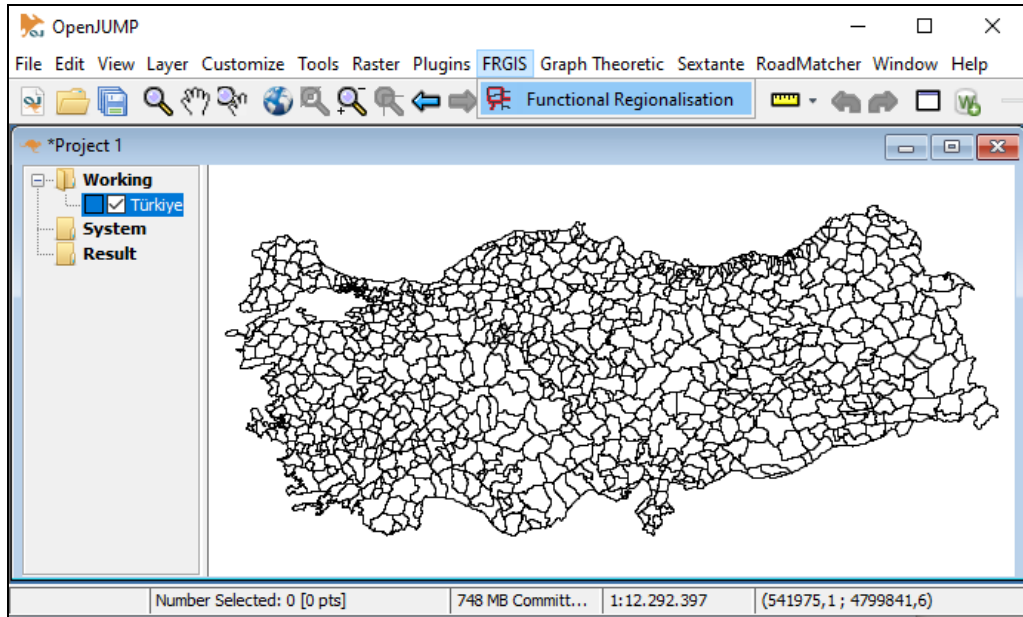 OpenJUMP
File Edit View Layer Customize Tools Raster Plugins FRGIS Graph Theoretic Sextante RoadMatcher Window Help
Functional Regionalisation
*Project 1
Working
Türkiye
System
Result
Number Selected: 0 [0 pts] 748 MB Committ... 1:12.292.397 (541975,1 ; 4799841,6)